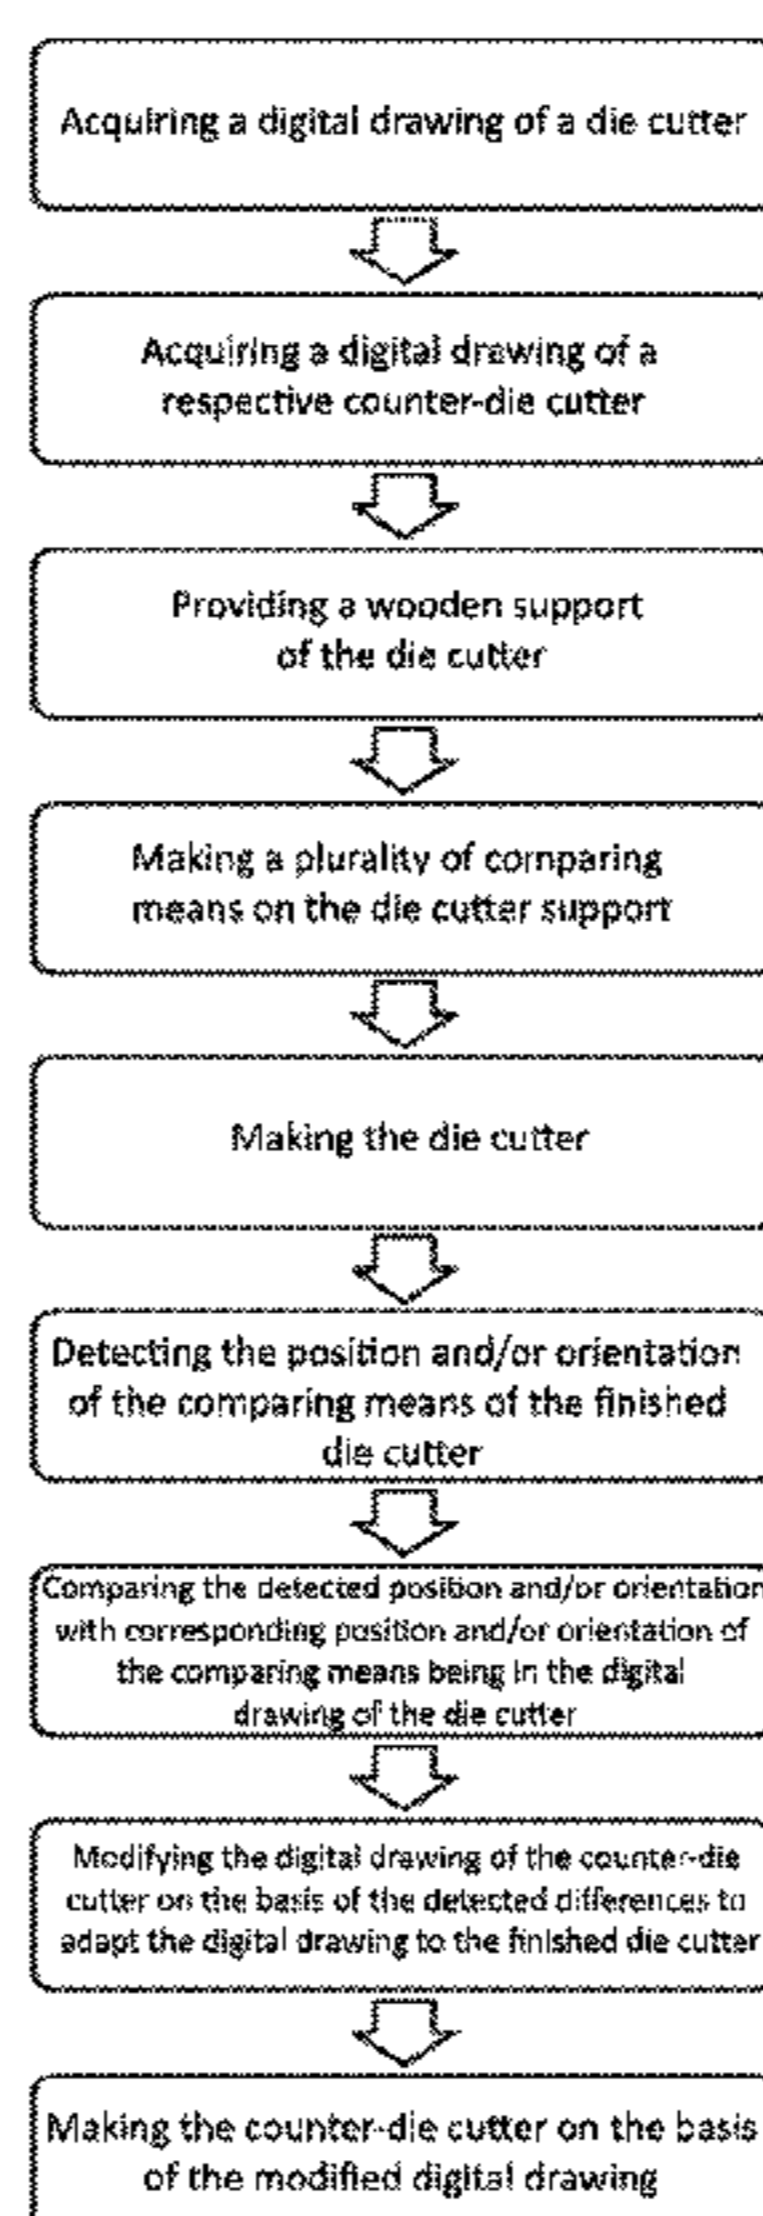 Acquiring a digital drawing of a die cutter
Acquiring a digital drawing of a
respective counter-die cutter
Providing a wooden support
of the die cutter
Making a plurality of comparing
means on the die cutter support
Making the die cutter
Detecting the position and/or orientation
of the comparing means of the finished
die cutter
Comparing the detected position and/or orientation
with corresponding position and/or orientation of
the comparing means being in the digital
drawing of the die cutter
Modifying the digital drawing of the counter-die
cutter on the basis of the detected differences to
adapt the digital drawing to the finished die cutter
Making the counter-die cutter on the basis
of the modified digital drawing